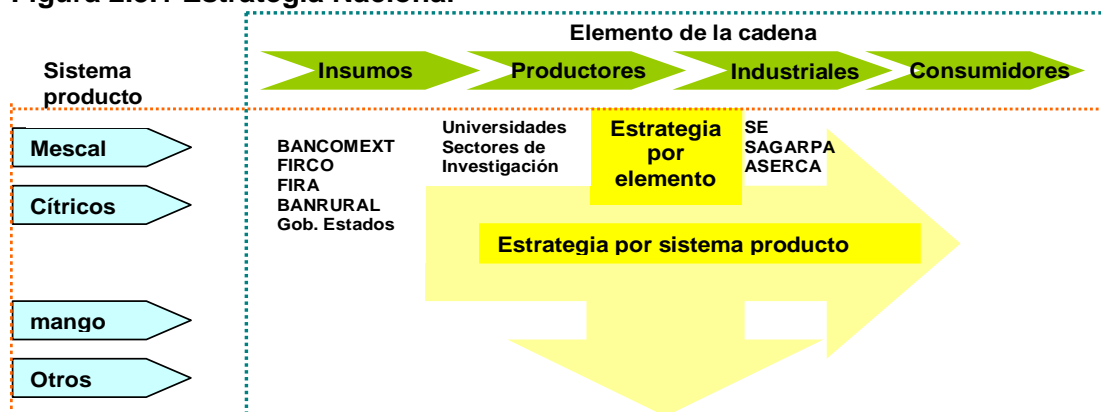 Elemento de la cadena
Sistema
producto
Insumos
Productores
Industriales
Consumidores
Mescal
Cítricos
mango
Otros
BANCOMEXT
FIRCO
FIRA
BANRURAL
Gob. Estados
Universidades
Sectores de
Investigación
Estrategia
por
elemento
SE
SAGARPA
ASERCA
Estrategia por sistema producto